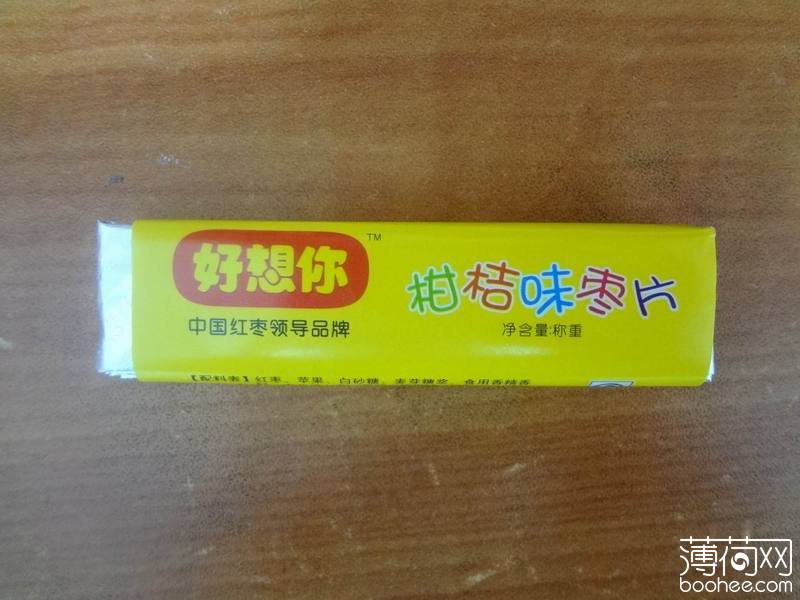 好想你
TM
中国红枣领导品牌
柑桔味枣片
净含量:称重
【配料表】红枣、苹果、白砂糖、麦芽糖浆、食用香精香
薄荷网
boohee.com